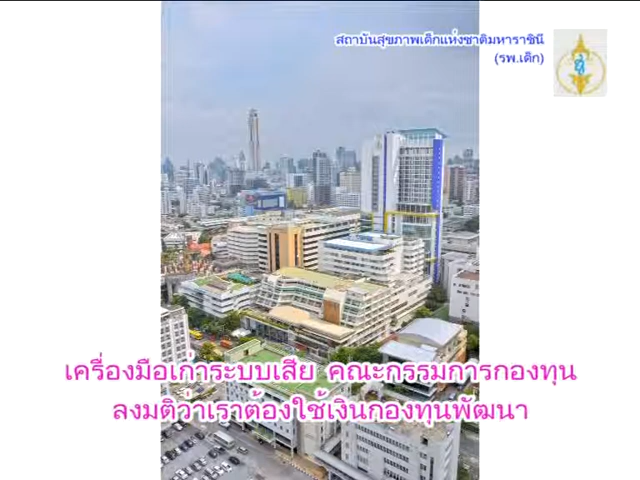 สถาบันสุขภาพเด็กแห่งชาติมหาราชินี
(รพ.เด็ก)
เครื่องมือเก่าระบบเสีย คณะกรรมการกองทุน
ลงมติว่าเราต้องใช้เงินกองทุนพัฒนา